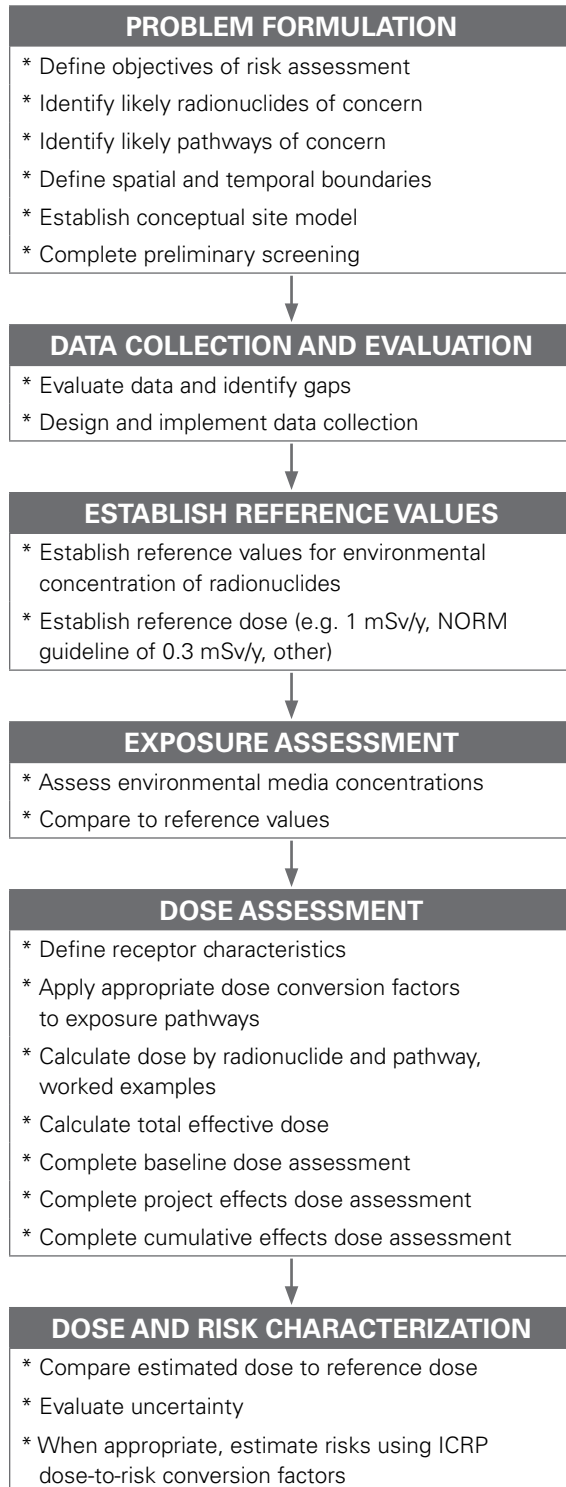 PROBLEM FORMULATION
* Define objectives of risk assessment
* Identify likely radionuclides of concern
* Identify likely pathways of concern
* Define spatial and temporal boundaries
* Establish conceptual site model
* Complete preliminary screening
DATA COLLECTION AND EVALUATION
* Evaluate data and identify gaps
* Design and implement data collection
ESTABLISH REFERENCE VALUES
* Establish reference values for environmental
concentration of radionuclides
* Establish reference dose (e.g. 1 mSv/y, NORM
guideline of 0.3 mSv/y, other)
EXPOSURE ASSESSMENT
* Assess environmental media concentrations
* Compare to reference values
DOSE ASSESSMENT
* Define receptor characteristics
* Apply appropriate dose conversion factors
to exposure pathways
* Calculate dose by radionuclide and pathway,
worked examples
* Calculate total effective dose
* Complete baseline dose assessment
* Complete project effects dose assessment
* Complete cumulative effects dose assessment
DOSE AND RISK CHARACTERIZATION
* Compare estimated dose to reference dose
* Evaluate uncertainty
* When appropriate, estimate risks using ICRP
dose-to-risk conversion factors